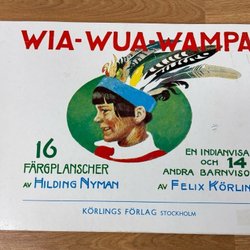 WIA-WUA-WAMPA
16
FÄRGPLANSCHER
AV HILDING NYMAN
EN INDIANVISA
OCH 14
ANDRA BARNVISOR
AV FELIX KÖRLING
KÖRLINGS FÖRLAG STOCKHOLM